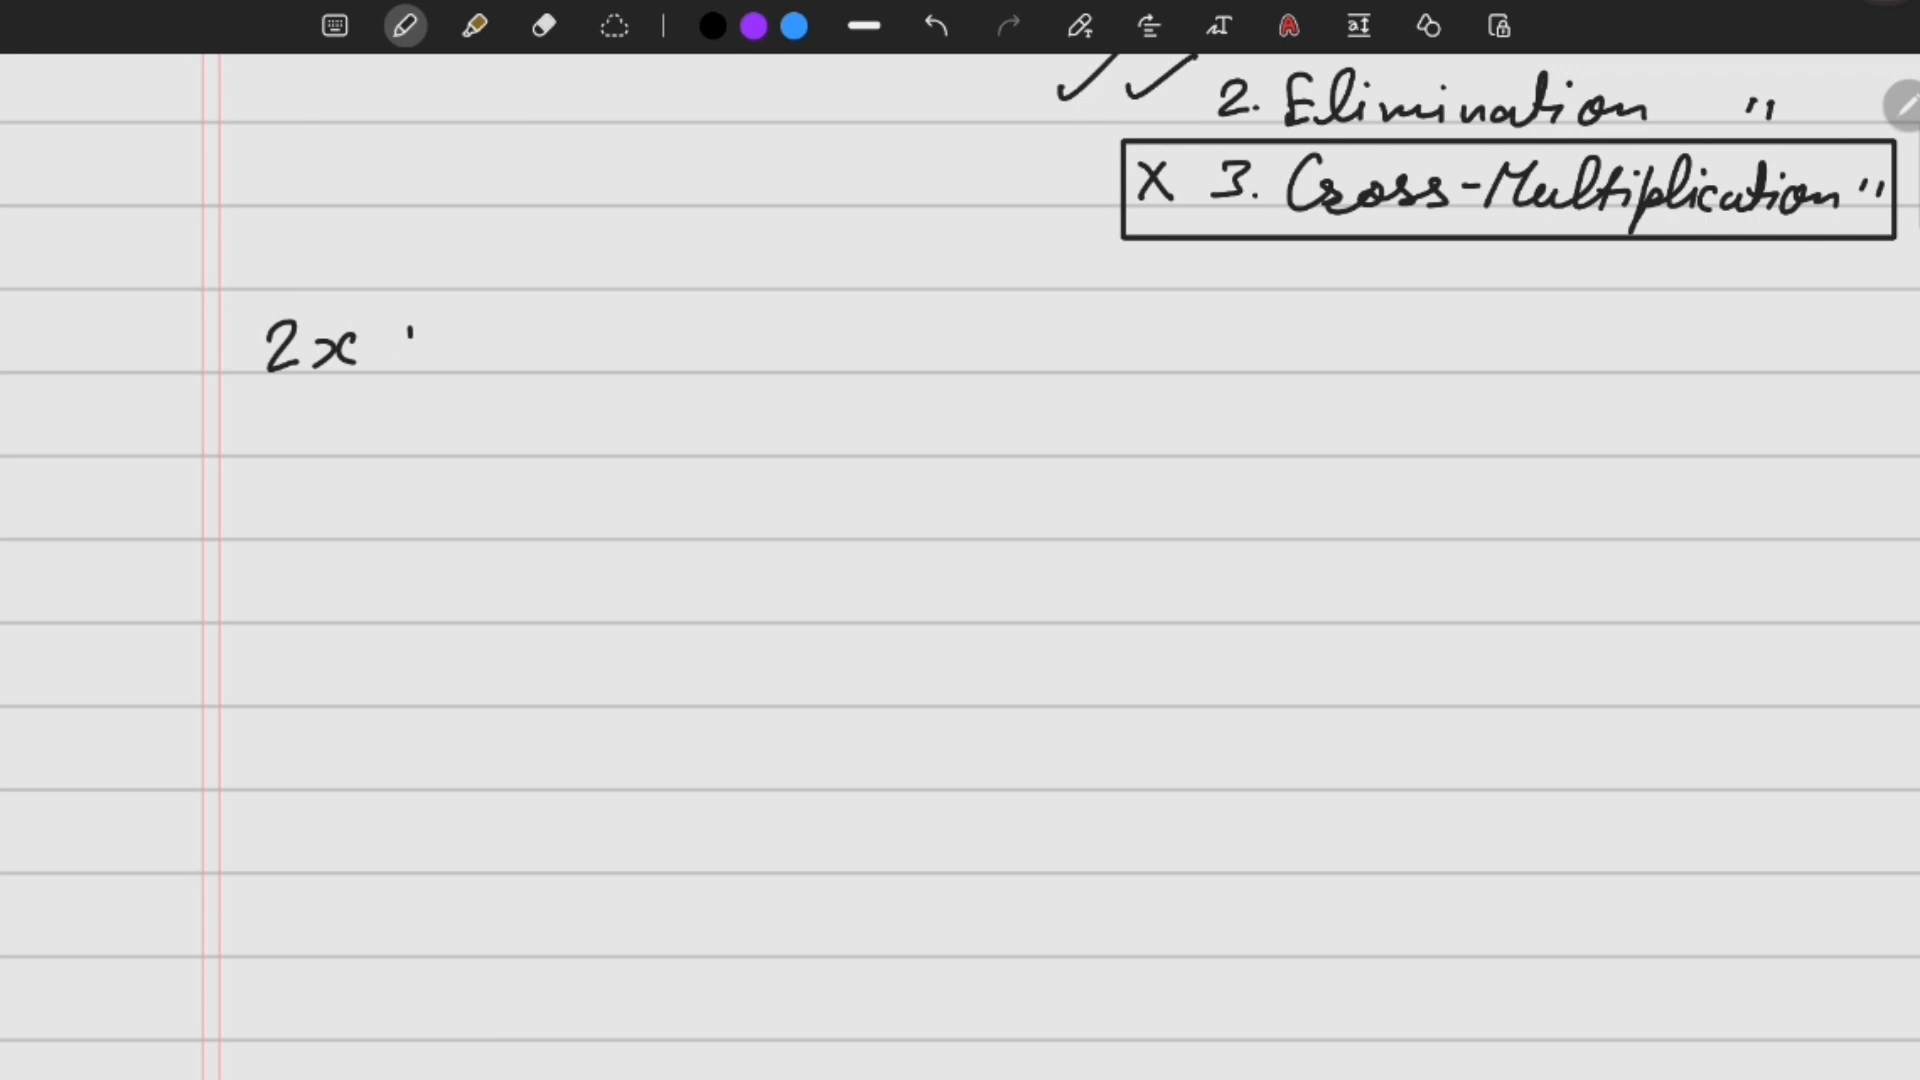 2. Elimination "
X 3. Cross-Multiplication "
2x